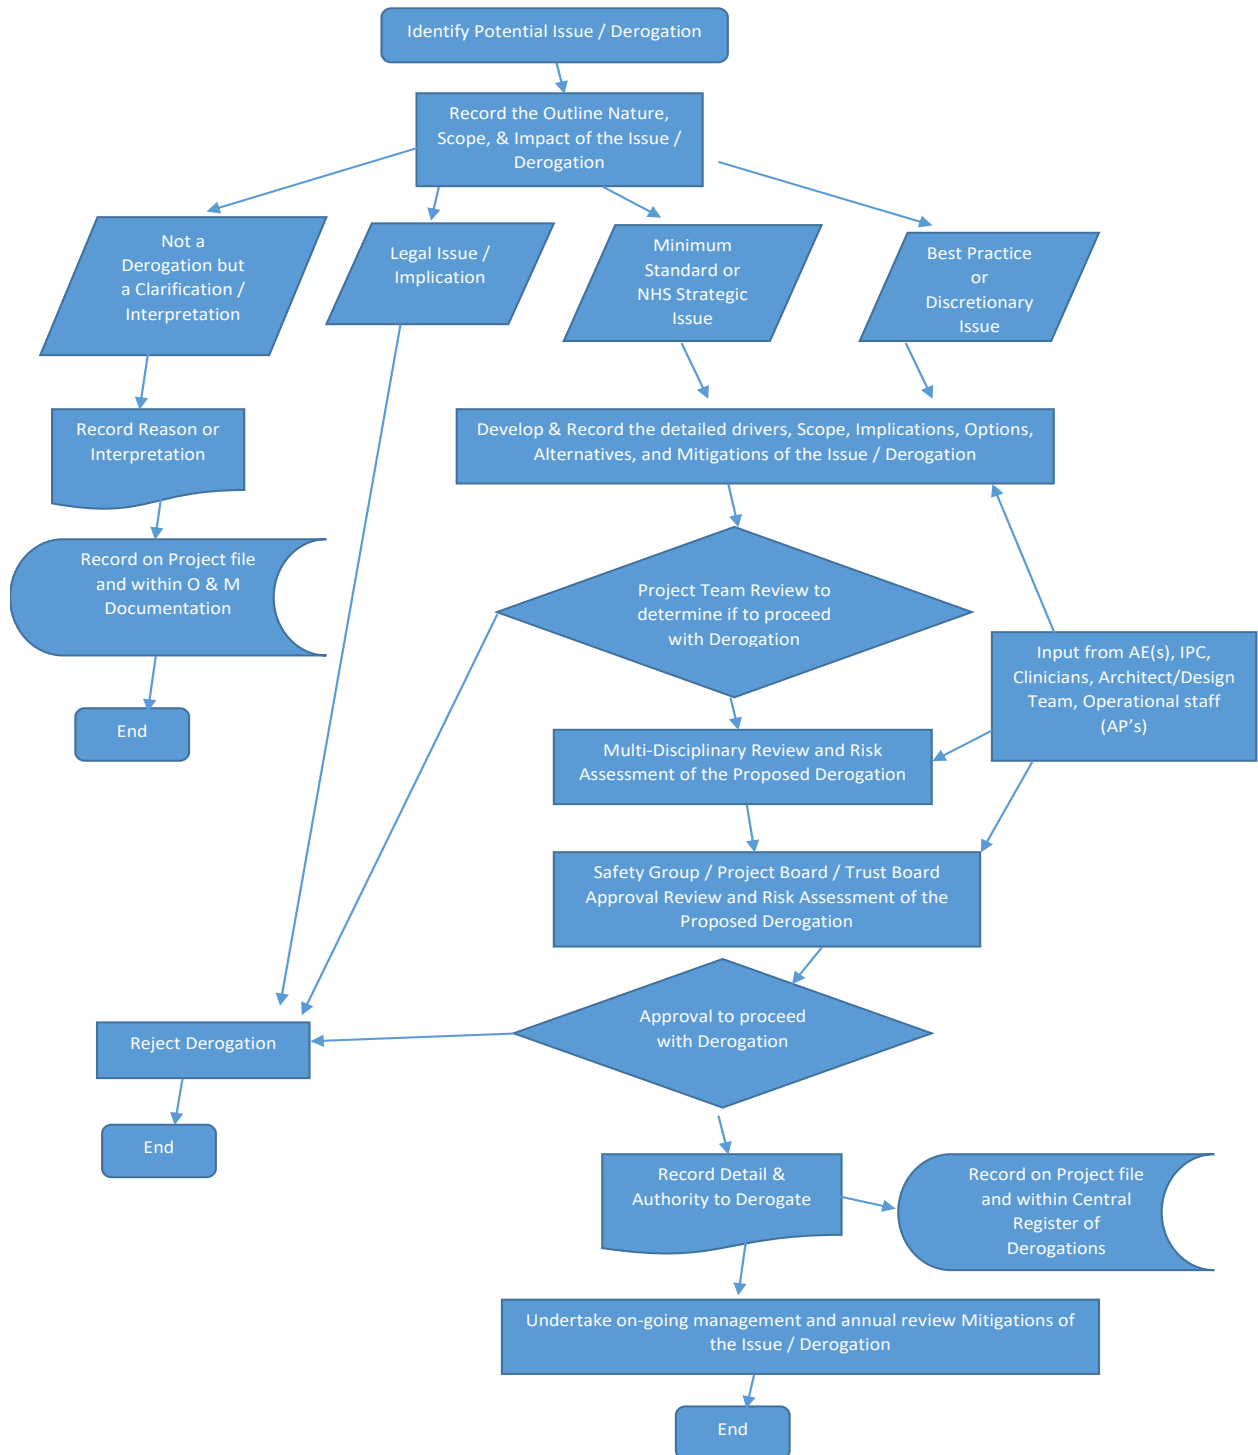 Identify Potential Issue / Derogation
Record the Outline Nature,
Scope, & Impact of the Issue /
Derogation
Not a
Derogation but
a Clarification /
Interpretation
Legal Issue /
Implication
Minimum
Standard or
NHS Strategic
Issue
Best Practice
or
Discretionary
Issue
Record Reason or
Interpretation
Develop & Record the detailed drivers, Scope, Implications, Options,
Alternatives, and Mitigations of the Issue / Derogation
Record on Project file
and within O & M
Documentation
Project Team Review to
determine if to proceed
with Derogation
Input from AE(s), IPC,
Clinicians, Architect/Design
Team, Operational staff
(AP's)
End
Multi-Disciplinary Review and Risk
Assessment of the Proposed Derogation
Safety Group / Project Board / Trust Board
Approval Review and Risk Assessment of the
Proposed Derogation
Approval to proceed
with Derogation
Reject Derogation
End
Record Detail &
Authority to Derogate
Record on Project file
and within Central
Register of
Derogations
Undertake on-going management and annual review Mitigations of
the Issue / Derogation
End